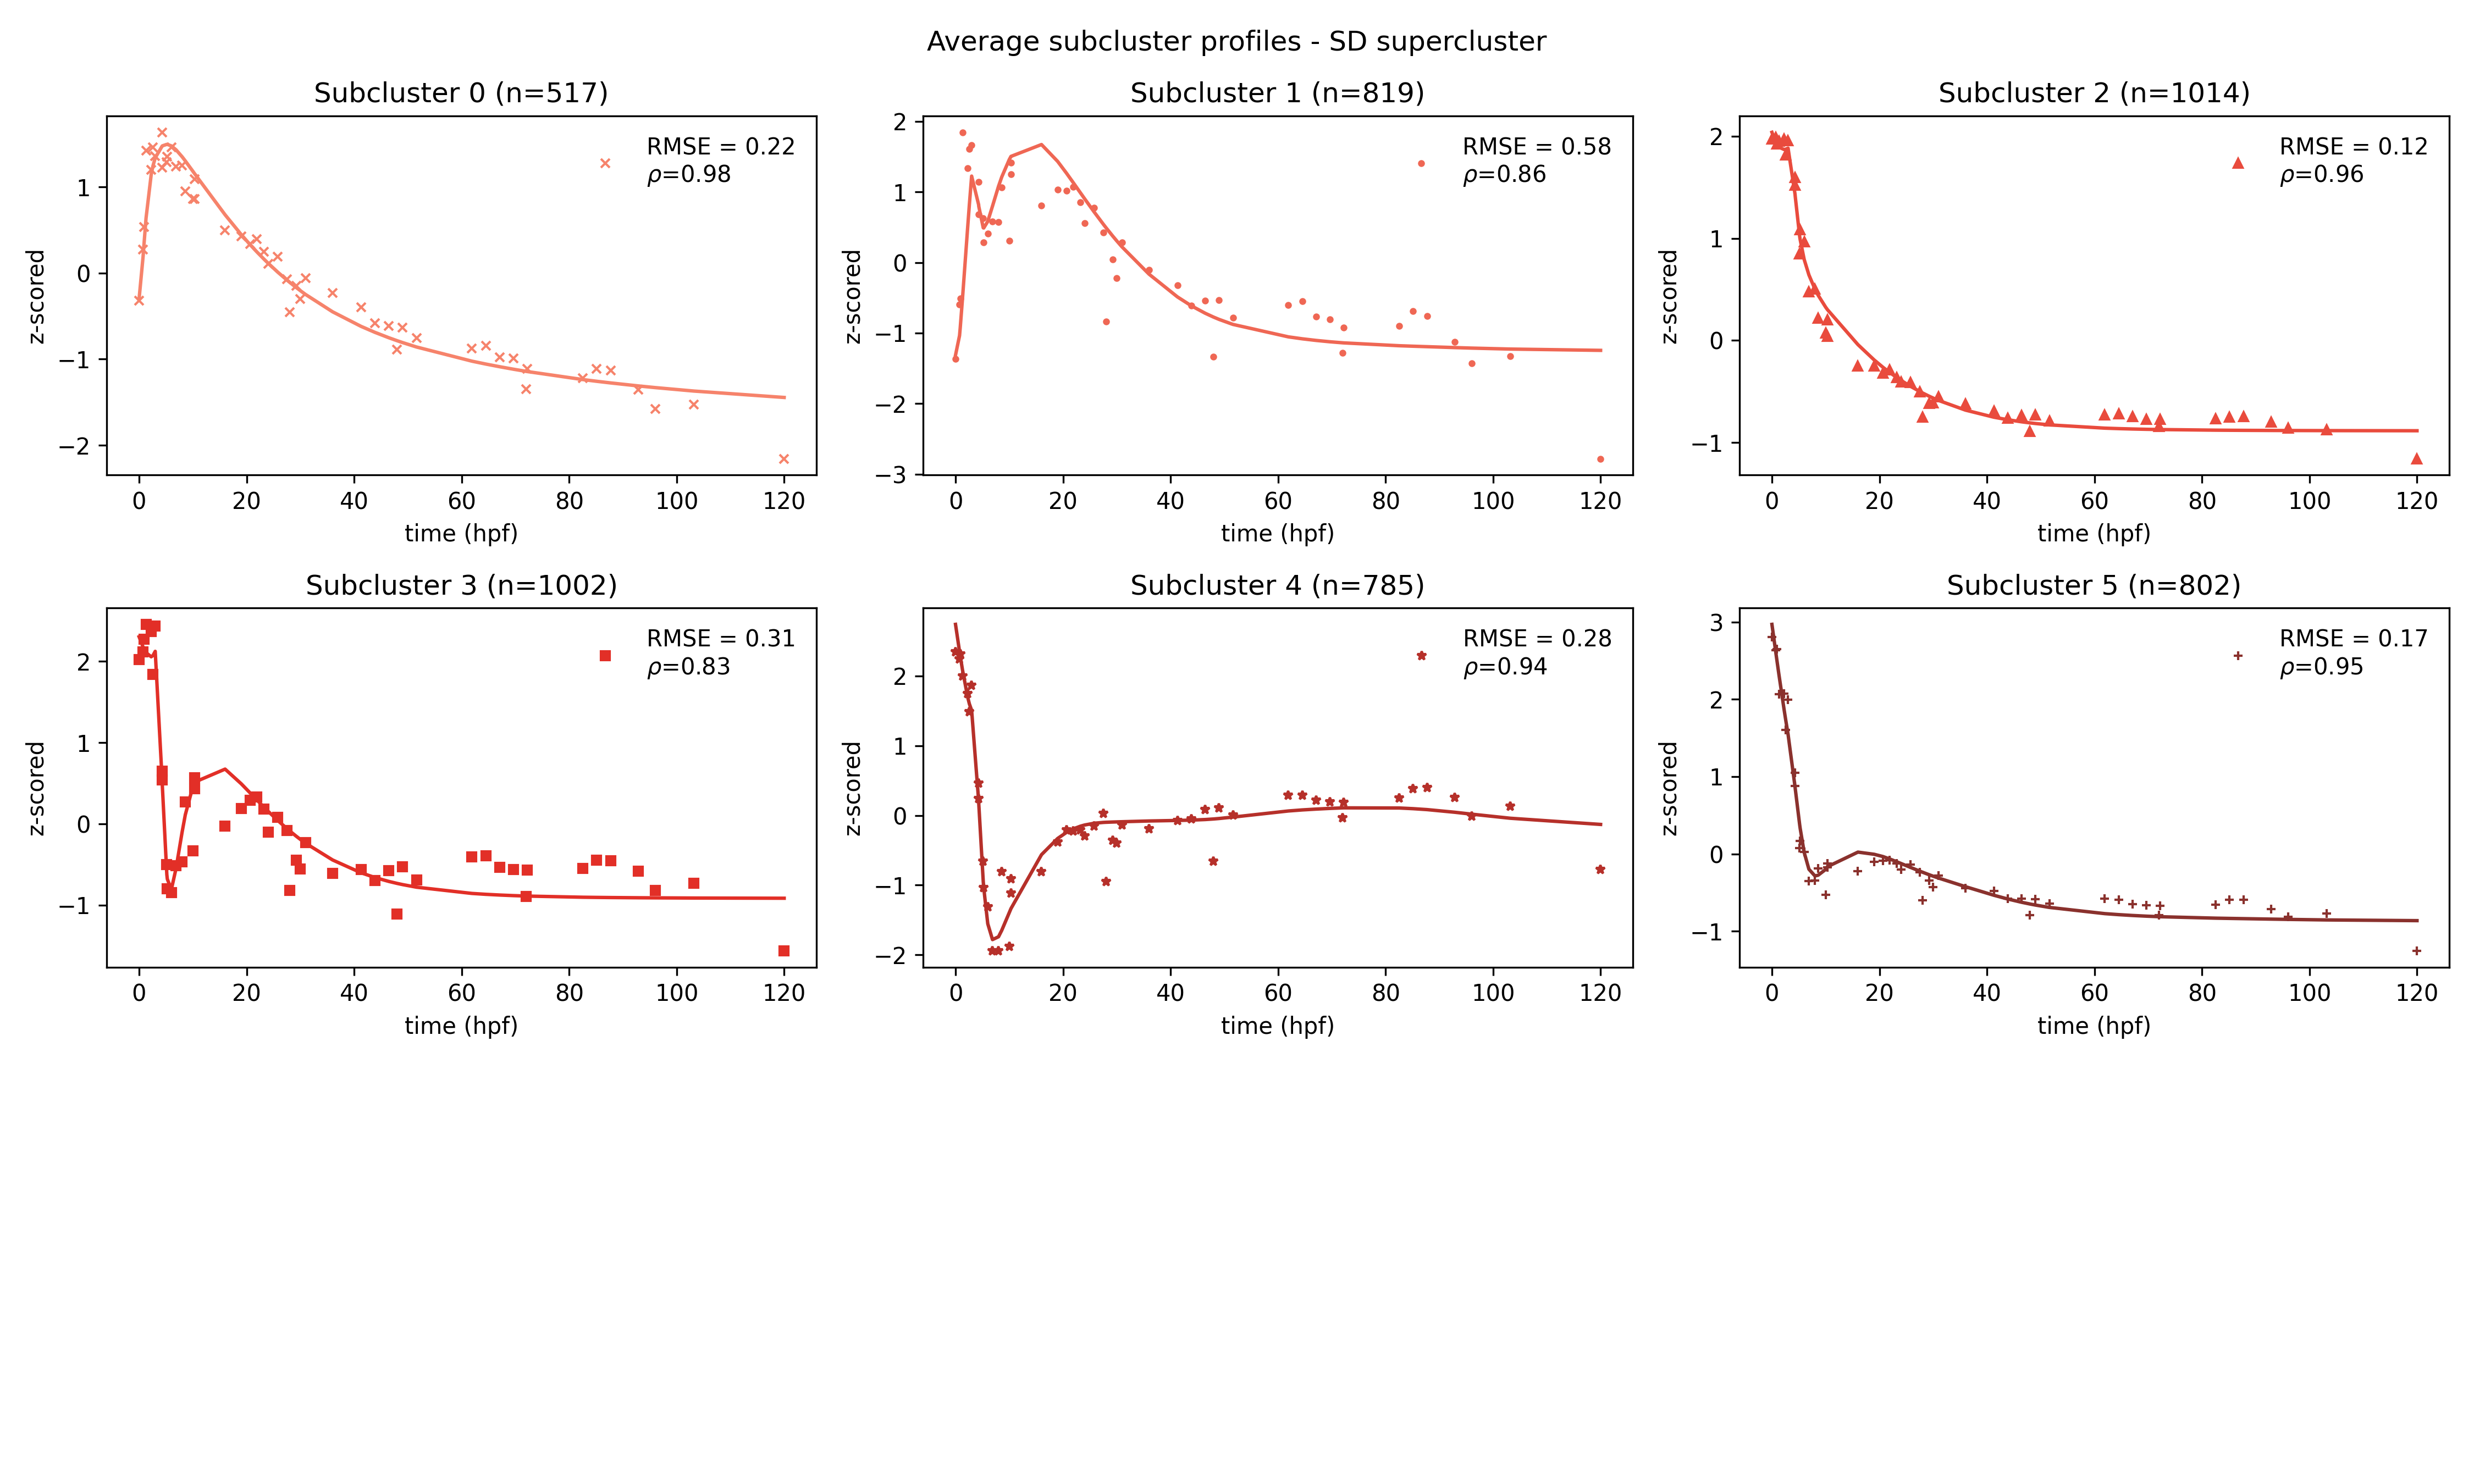 Average subcluster profiles - SD supercluster
Subcluster 0 (n=517)
RMSE = 0.22
ρ=0.98
z-scored
1
0
−1
−2
0 20 40 60 80 100 120
time (hpf)
Subcluster 1 (n=819)
RMSE = 0.58
ρ=0.86
z-scored
2
1
0
−1
−2
−3
0 20 40 60 80 100 120
time (hpf)
Subcluster 2 (n=1014)
RMSE = 0.12
ρ=0.96
z-scored
2
1
0
−1
0 20 40 60 80 100 120
time (hpf)
Subcluster 3 (n=1002)
RMSE = 0.31
ρ=0.83
z-scored
2
1
0
−1
0 20 40 60 80 100 120
time (hpf)
Subcluster 4 (n=785)
RMSE = 0.28
ρ=0.94
z-scored
2
1
0
−1
−2
0 20 40 60 80 100 120
time (hpf)
Subcluster 5 (n=802)
RMSE = 0.17
ρ=0.95
z-scored
3
2
1
0
−1
0 20 40 60 80 100 120
time (hpf)